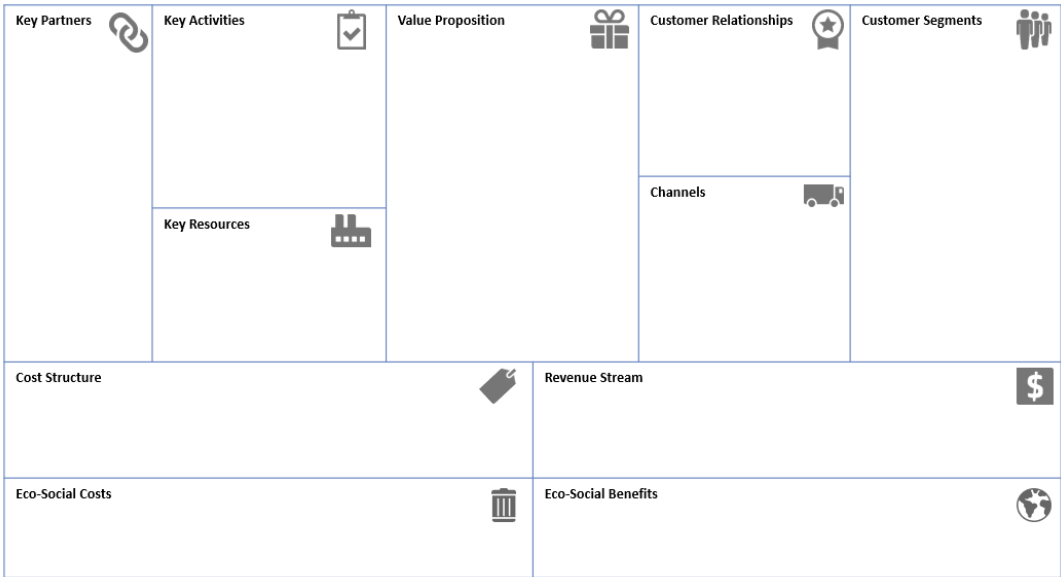 Key Partners
Key Activities
Value Proposition
Customer Relationships
Customer Segments
Channels
Key Resources
Cost Structure
Revenue Stream
$
Eco-Social Costs
Eco-Social Benefits